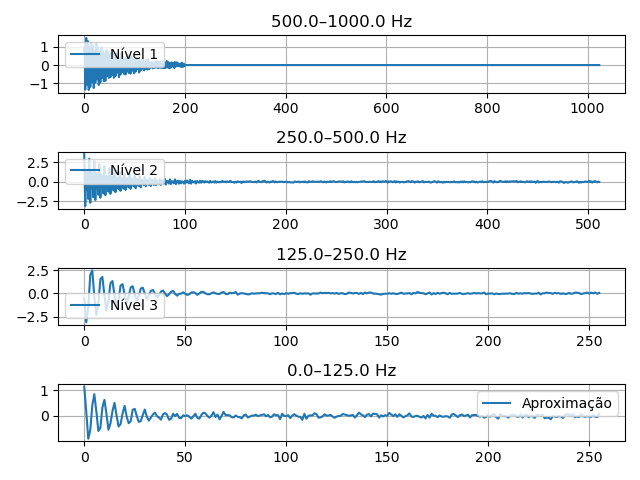 500.0–1000.0 Hz
1
0
−1
Nível 1
0 200 400 600 800 1000
250.0–500.0 Hz
2.5
0.0
−2.5
Nível 2
0 100 200 300 400 500
125.0–250.0 Hz
2.5
0.0
−2.5
Nível 3
0 50 100 150 200 250
0.0–125.0 Hz
1
0
Aproximação
0 50 100 150 200 250